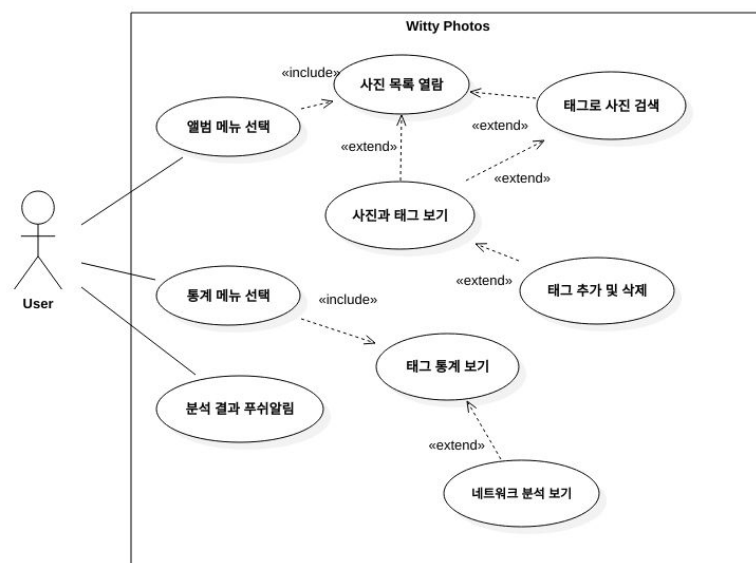 Witty Photos
«include»
사진 목록 열람
태그로 사진 검색
앨범 메뉴 선택
«extend»
«extend»
«extend»
사진과 태그 보기
User
통계 메뉴 선택
«include»
«extend»
태그 추가 및 삭제
태그 통계 보기
분석 결과 푸쉬알림
«extend»
네트워크 분석 보기